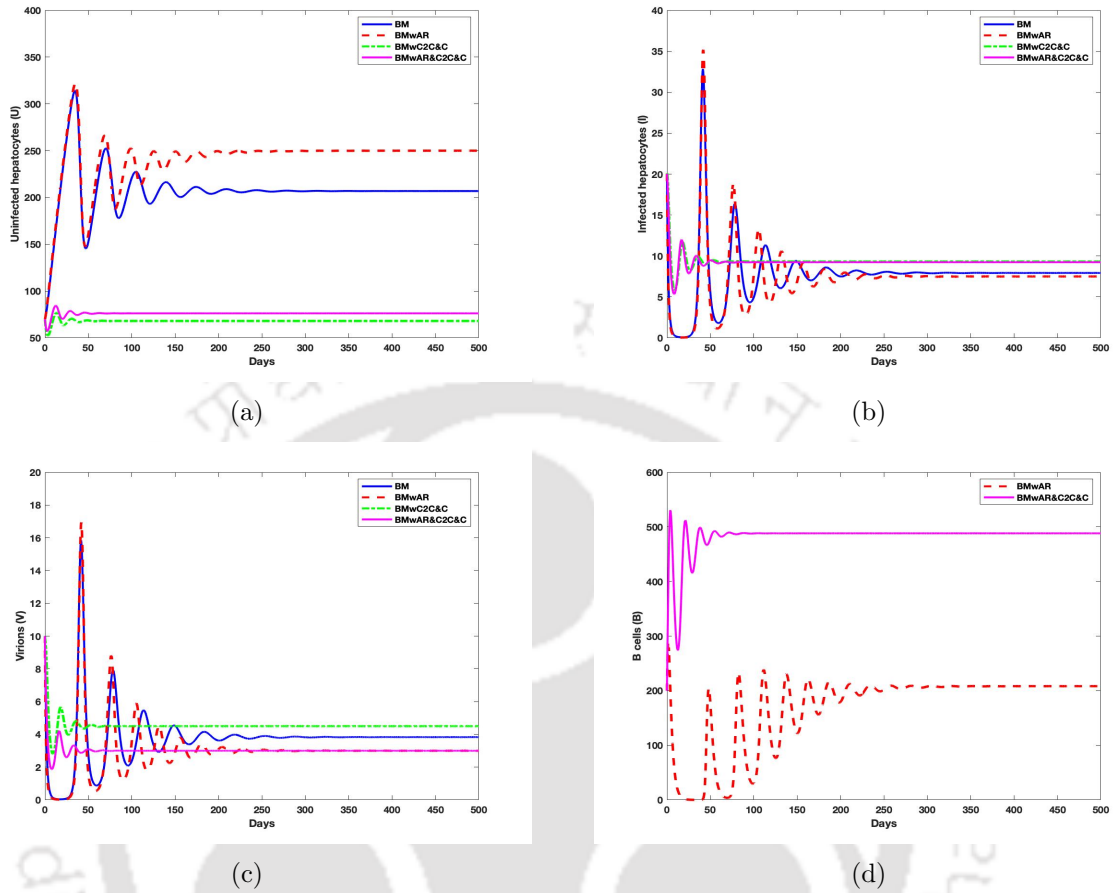 400
350
300
250
200
150
100
50
Uninfected hepatocytes (U)
0 50 100 150 200 250 300 350 400 450 500
Days
BM
BMwAR
BMwC2C&C
BMwAR&C2C&C
(a)
40
35
30
25
20
15
10
5
0
Infected hepatocytes (I)
0 50 100 150 200 250 300 350 400 450 500
Days
BM
BMwAR
BMwC2C&C
BMwAR&C2C&C
(b)
20
18
16
14
12
10
8
6
4
2
0
Virions (V)
0 50 100 150 200 250 300 350 400 450 500
Days
BM
BMwAR
BMwC2C&C
BMwAR&C2C&C
(c)
600
500
400
300
200
100
0
B cells (B)
0 50 100 150 200 250 300 350 400 450 500
Days
BMwAR
BMwAR&C2C&C
(d)